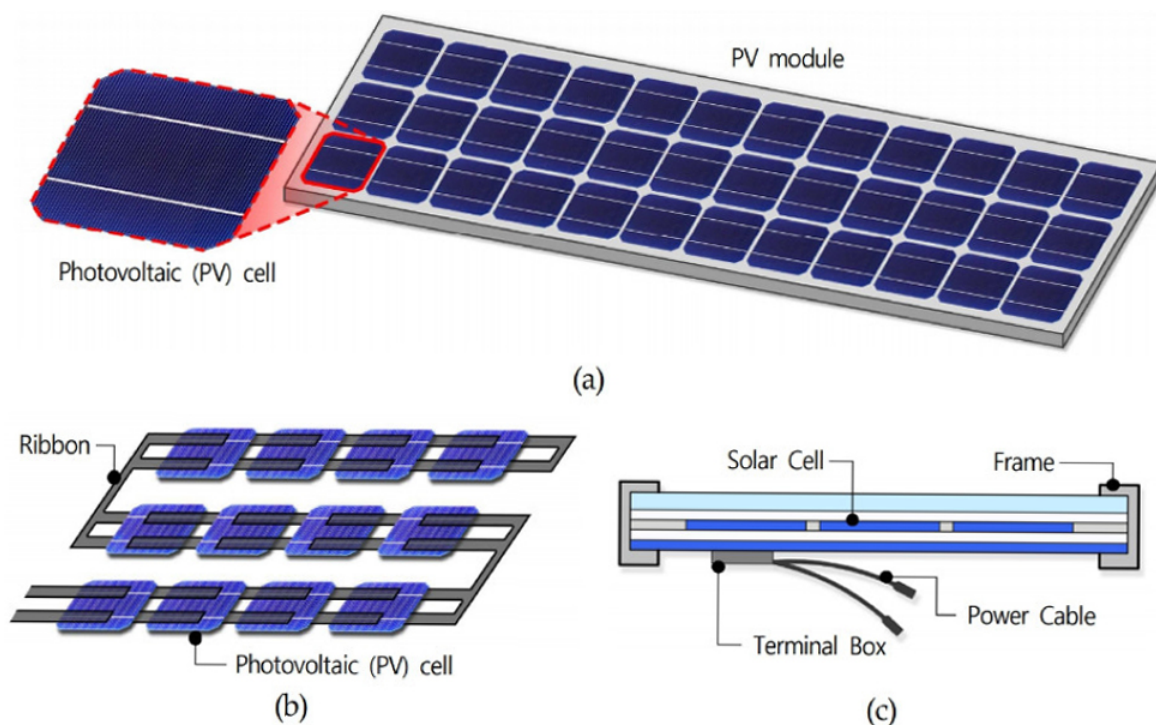 PV module
Photovoltaic (PV) cell
(a)
Ribbon
Photovoltaic (PV) cell
(b)
Solar Cell
Frame
Power Cable
Terminal Box
(c)